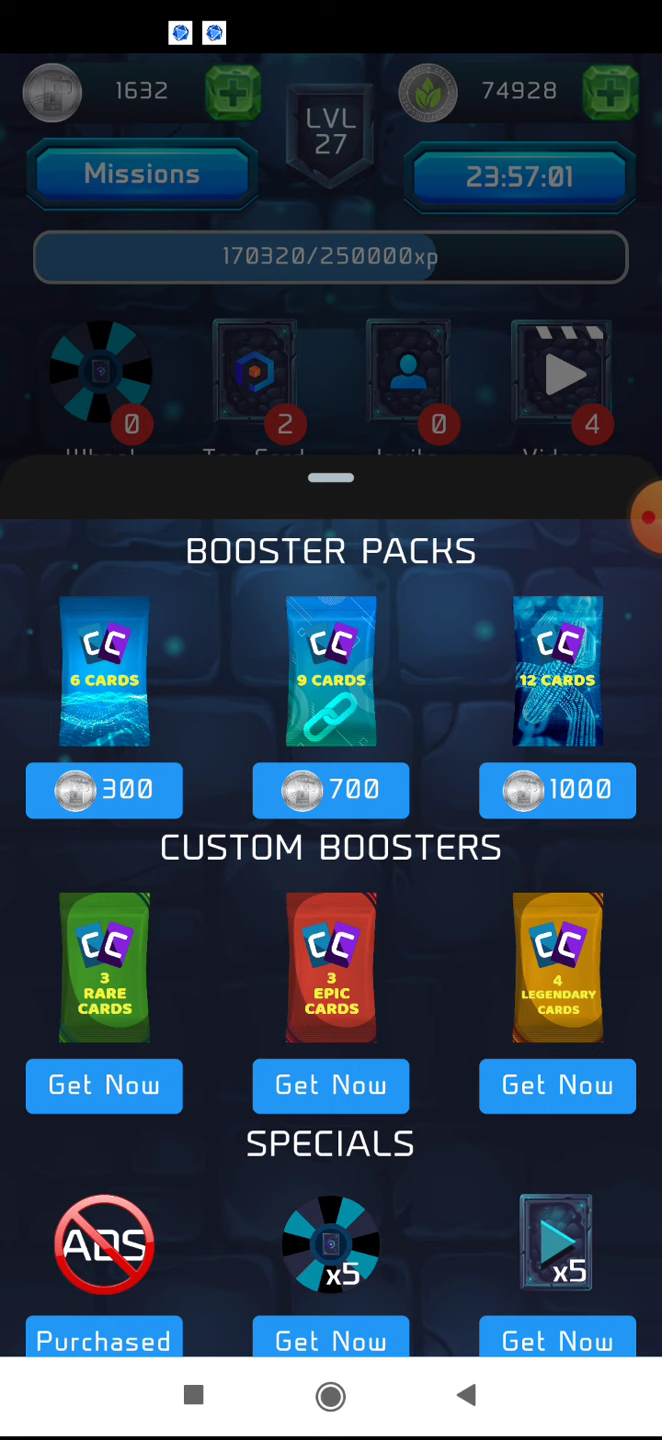 1632
LVL
27
74928
Missions
23:57:01
170320/250000xp
0
2
0
4
BOOSTER PACKS
CC
6 CARDS
CC
9 CARDS
CC
12 CARDS
300
700
1000
CUSTOM BOOSTERS
CC
3
RARE
CARDS
CC
3
EPIC
CARDS
CC
4
LEGENDARY
CARDS
Get Now
Get Now
Get Now
SPECIALS
ADS
x5
x5
Purchased
Get Now
Get Now